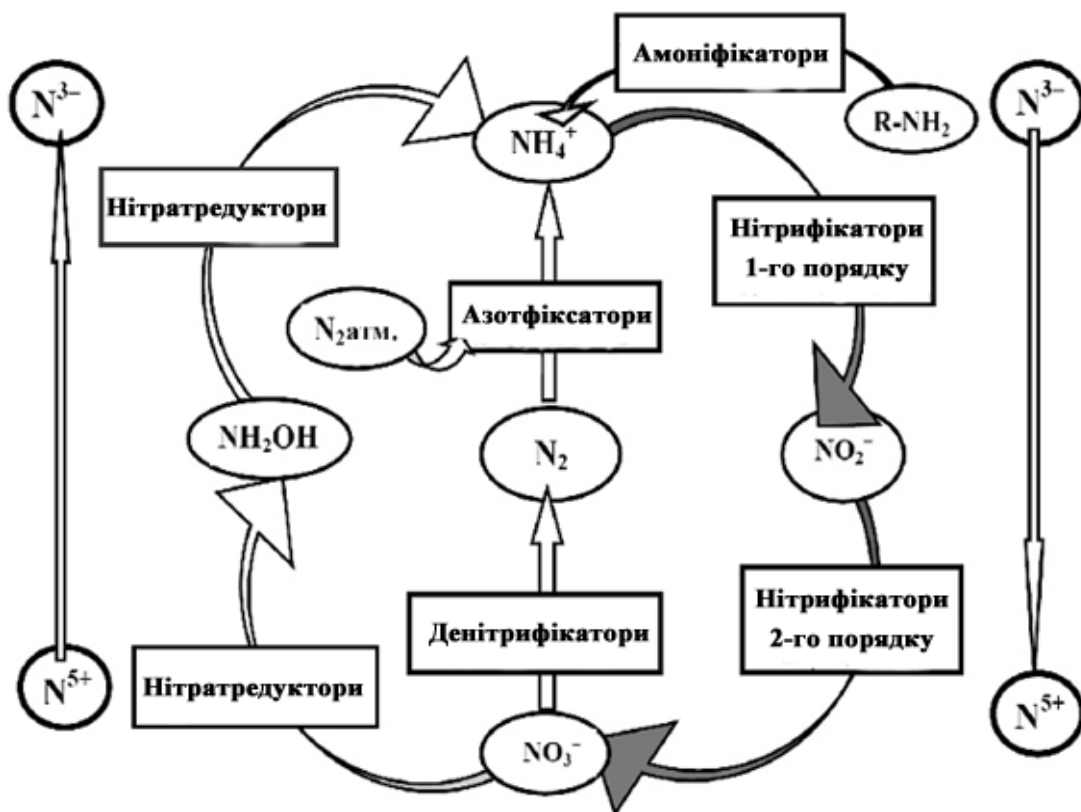 Амоніфікатори
N³⁻
N³⁻
R-NH₂
NH₄⁺
Нітратредуктори
Нітрифікатори
1-го порядку
N₂атм.
Азотфіксатори
NH₂OH
N₂
NO₂⁻
Денітрифікатори
Нітрифікатори
2-го порядку
N⁵⁺
Нітратредуктори
N⁵⁺
NO₃⁻